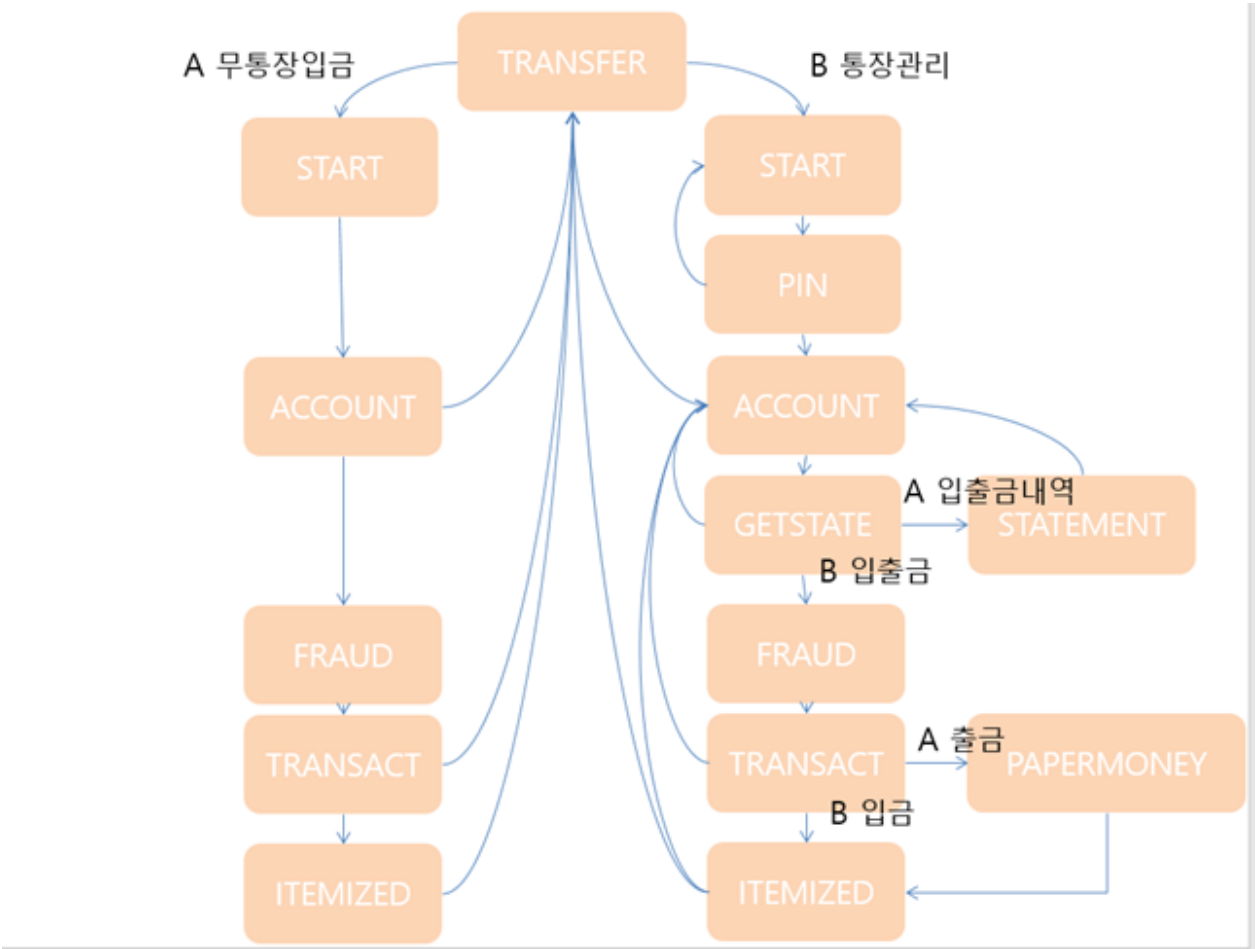 TRANSFER
A 무통장입금
B 통장관리
START
START
PIN
ACCOUNT
ACCOUNT
A 입출금내역
GETSTATE
STATEMENT
B 입출금
FRAUD
FRAUD
A 출금
TRANSACT
TRANSACT
PAPERMONEY
B 입금
ITEMIZED
ITEMIZED